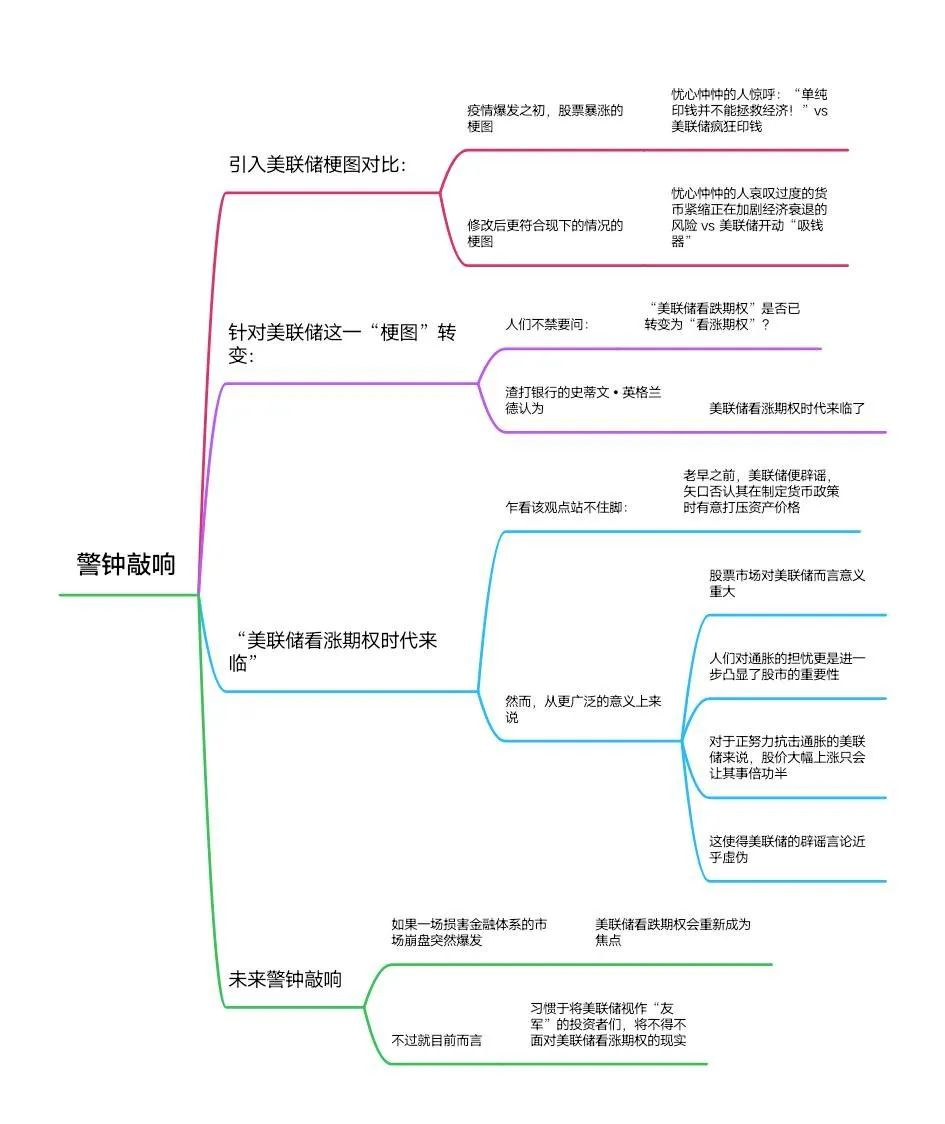 警钟敲响
引入美联储梗图对比：
疫情爆发之初，股票暴涨的
梗图
忧心忡忡的人惊呼：“单纯
印钱并不能拯救经济！”vs
美联储疯狂印钱
修改后更符合现下的情况的
梗图
忧心忡忡的人哀叹过度的货
币紧缩正在加剧经济衰退的
风险 vs 美联储开动“吸钱
器”
针对美联储这一“梗图”转
变：
人们不禁要问：
“美联储看跌期权”是否已
转变为“看涨期权”？
渣打银行的史蒂文•英格兰
德认为
美联储看涨期权时代来临了
“美联储看涨期权时代来
临”
乍看该观点站不住脚：
老早之前，美联储便辟谣，
矢口否认其在制定货币政策
时有意打压资产价格
然而，从更广泛的意义上来
说
股票市场对美联储而言意义
重大
人们对通胀的担忧更是进一
步凸显了股市的重要性
对于正努力抗击通胀的美联
储来说，股价大幅上涨只会
让其事倍功半
这使得美联储的辟谣言论近
乎虚伪
未来警钟敲响
如果一场损害金融体系的市
场崩盘突然爆发
美联储看跌期权会重新成为
焦点
不过就目前而言
习惯于将美联储视作“友
军”的投资者们，将不得不
面对美联储看涨期权的现实